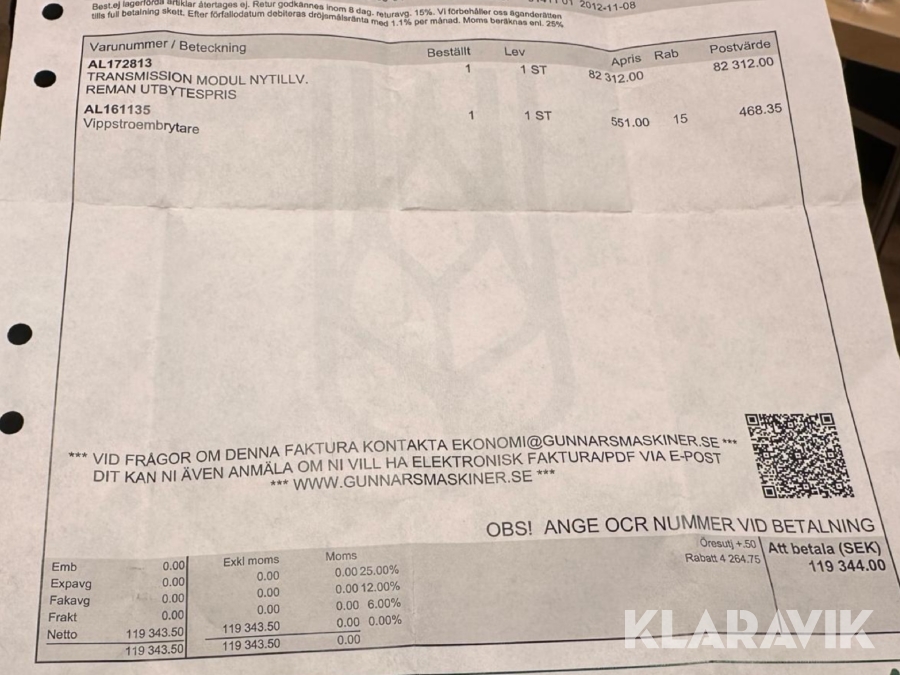 2012-11-08
Best.ej lagerförda artiklar återtages ej. Retur godkännes inom 8 dag, returavg. 15%. Vi förbehåller oss äganderätten
tills full betalning skett. Efter förfallodatum debiteras dröjsmålsränta med 1.1% per månad. Moms beräknas enl. 25%
Varunummer / Beteckning Beställt Lev Apris Rab Postvärde
AL172813 1 1 ST 82 312.00 82 312.00
TRANSMISSION MODUL NYTILLV.
REMAN UTBYTESPRIS
AL161135 1 1 ST 551.00 15 468.35
Vippstroembrytare
*** VID FRÅGOR OM DENNA FAKTURA KONTAKTA EKONOMI@GUNNARSMASKINER.SE ***
DIT KAN NI ÄVEN ANMÄLA OM NI VILL HA ELEKTRONISK FAKTURA/PDF VIA E-POST
*** WWW.GUNNARSMASKINER.SE ***
OBS! ANGE OCR NUMMER VID BETALNING
Emb 0.00 Exkl moms Moms Öresutj +.50 Att betala (SEK)
Expavg 0.00 0.00 0.00 25.00% Rabatt 4 264.75 119 344.00
Fakavg 0.00 0.00 0.00 12.00%
Frakt 0.00 0.00 0.00 6.00%
Netto 119 343.50 119 343.50 0.00 0.00%
119 343.50 119 343.50 0.00
KLARAVIK